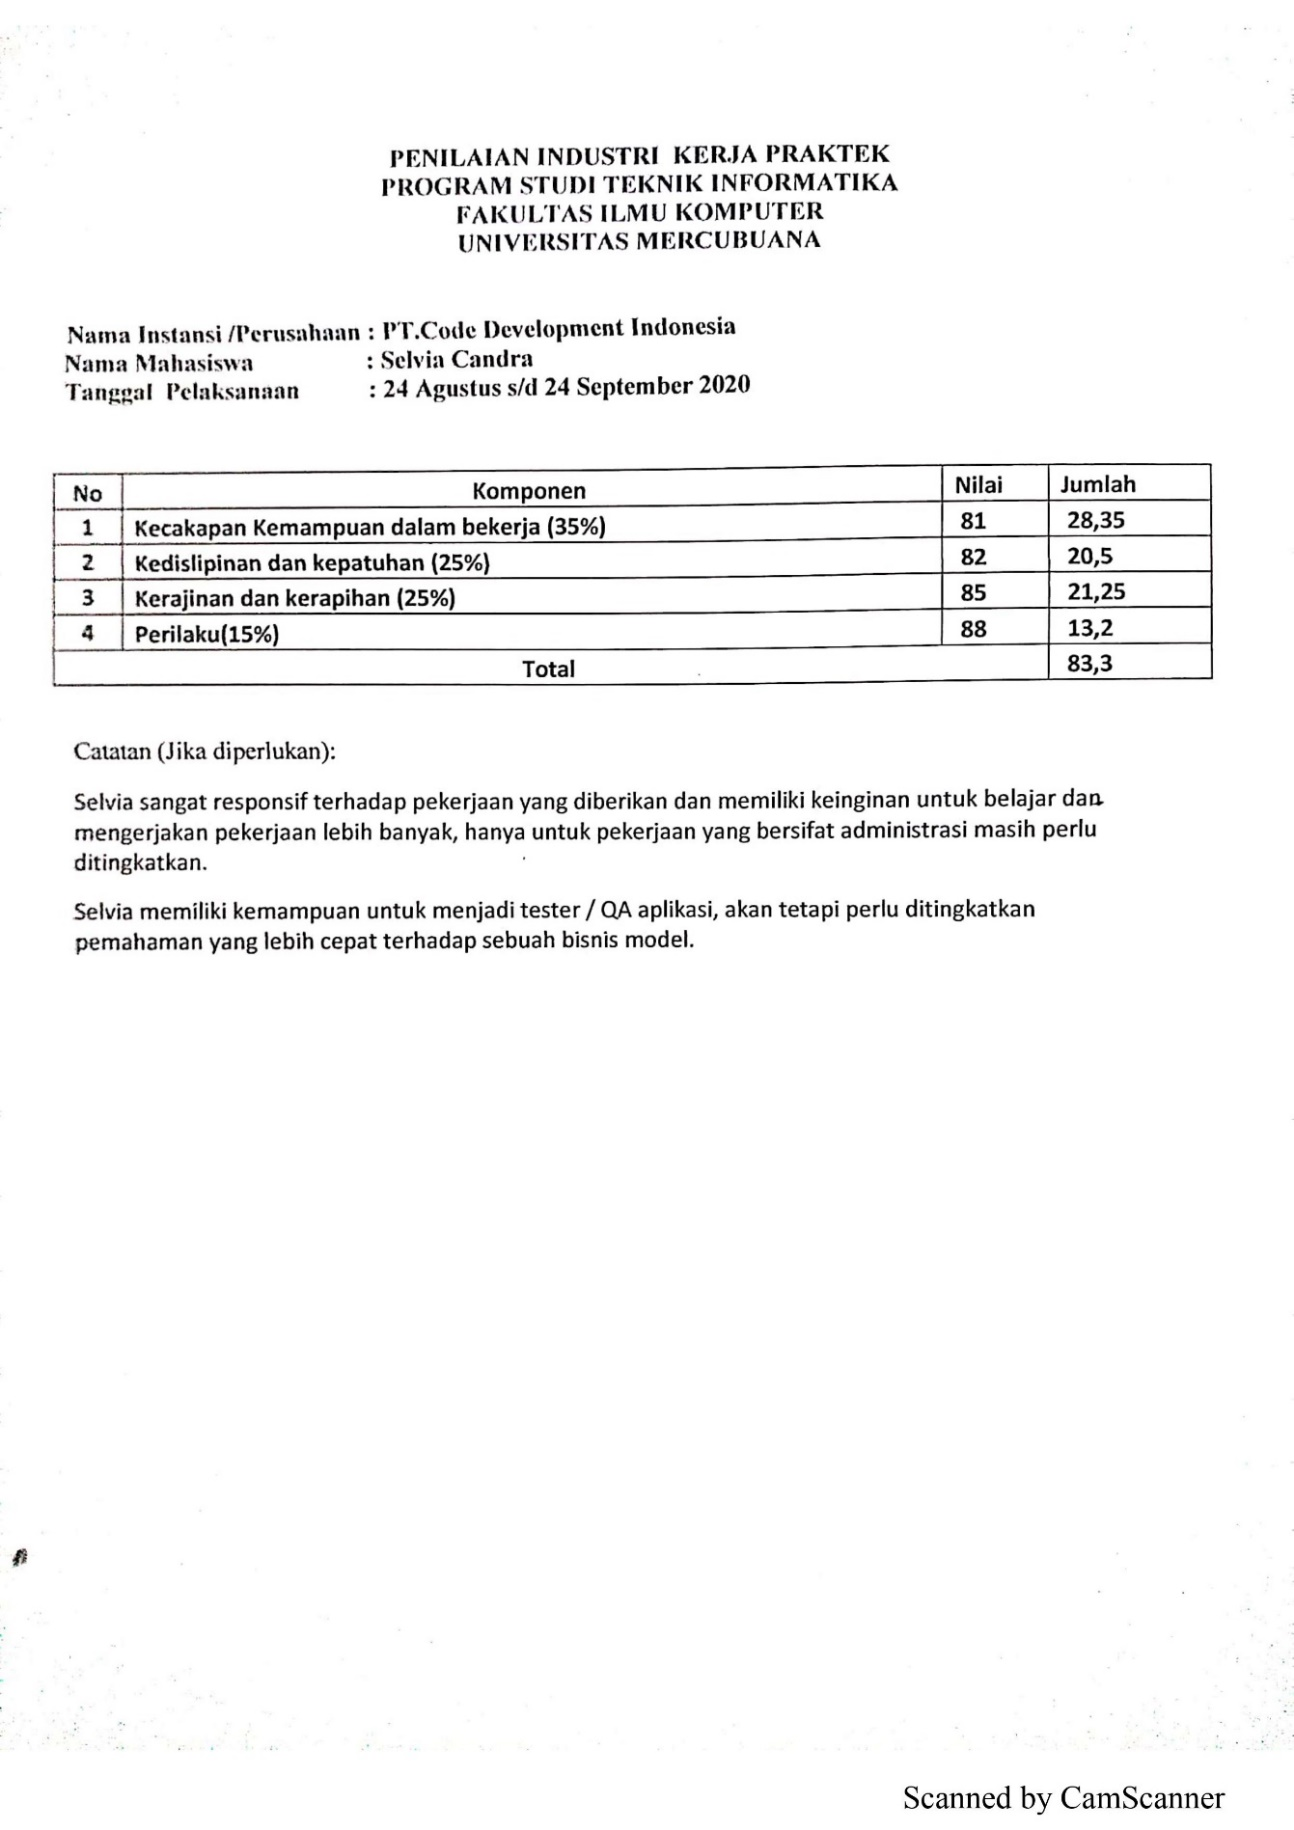 PENILAIAN INDUSTRI KERJA PRAKTEK
PROGRAM STUDI TEKNIK INFORMATIKA
FAKULTAS ILMU KOMPUTER
UNIVERSITAS MERCUBUANA
Nama Instansi /Perusahaan : PT.Code Development Indonesia
Nama Mahasiswa : Selvia Candra
Tanggal Pelaksanaan : 24 Agustus s/d 24 September 2020
No Komponen Nilai Jumlah
1 Kecakapan Kemampuan dalam bekerja (35%) 81 28,35
2 Kedislipinan dan kepatuhan (25%) 82 20,5
3 Kerajinan dan kerapihan (25%) 85 21,25
4 Perilaku(15%) 88 13,2
Total 83,3
Catatan (Jika diperlukan):
Selvia sangat responsif terhadap pekerjaan yang diberikan dan memiliki keinginan untuk belajar dan
mengerjakan pekerjaan lebih banyak, hanya untuk pekerjaan yang bersifat administrasi masih perlu
ditingkatkan.
Selvia memiliki kemampuan untuk menjadi tester / QA aplikasi, akan tetapi perlu ditingkatkan
pemahaman yang lebih cepat terhadap sebuah bisnis model.
Scanned by CamScanner